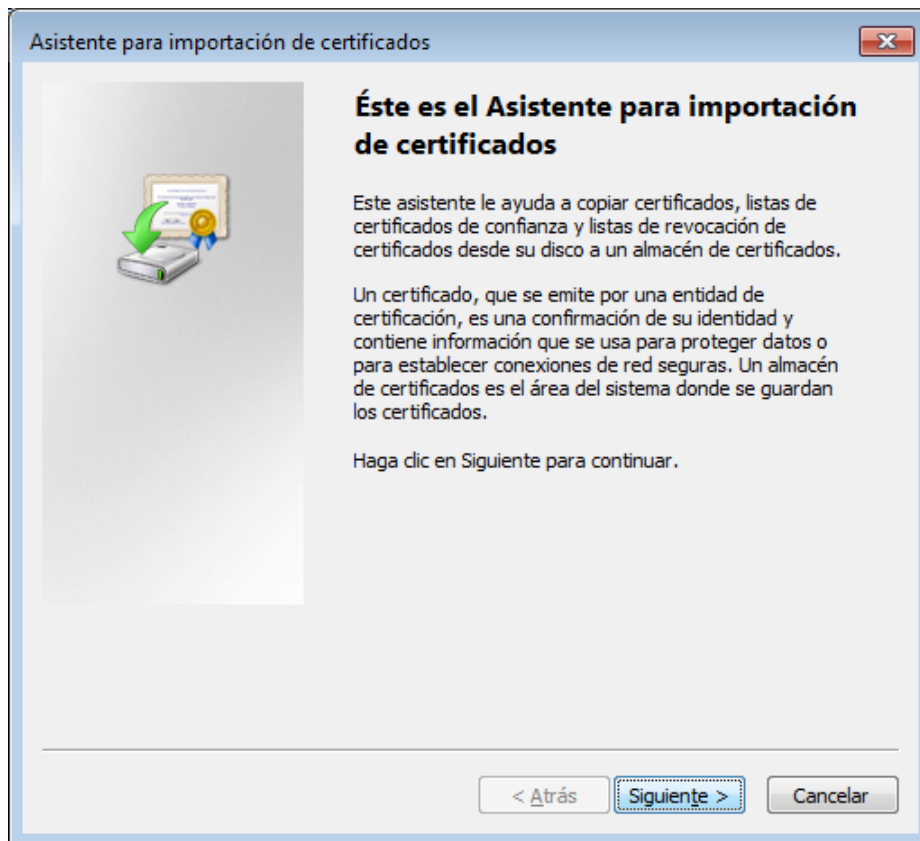 Asistente para importación de certificados
Éste es el Asistente para importación
de certificados
Este asistente le ayuda a copiar certificados, listas de
certificados de confianza y listas de revocación de
certificados desde su disco a un almacén de certificados.
Un certificado, que se emite por una entidad de
certificación, es una confirmación de su identidad y
contiene información que se usa para proteger datos o
para establecer conexiones de red seguras. Un almacén
de certificados es el área del sistema donde se guardan
los certificados.
Haga clic en Siguiente para continuar.
< Atrás Siguiente > Cancelar